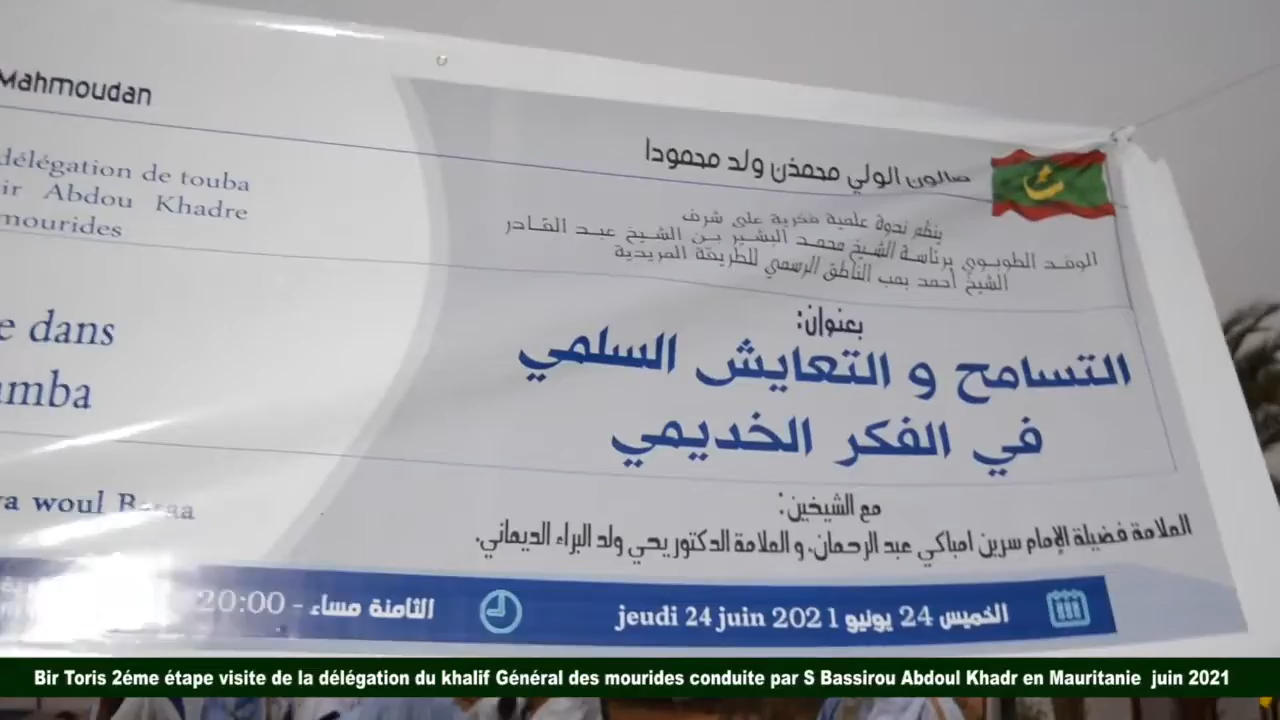 Mahmoudan
délégation de touba
ir Abdou Khadre
mourides
e dans
amba
a woul
صالون الولي محمذن ولد محمودا
ينظم ندوة علمية فكرية على شرف
الوفد الطوبوي برئاسة الشيخ محمد البشير بن الشيخ عبد القادر
الشيخ أحمد بمب الناطق الرسمي للطريقة المريدية
بعنوان:
التسامح و التعايش السلمي
في الفكر الخديمي
مع الشيخين:
العلامة فضيلة الإمام سرين امباكي عبد الرحمان. و العلامة الدكتور يحي ولد البراء الديماني.
الخميس 24 يوليو jeudi 24 juin 2021
الثامنة مساء - 20:00
Bir Toris 2éme étape visite de la délégation du khalif Général des mourides conduite par S Bassirou Abdoul Khadr en Mauritanie juin 2021